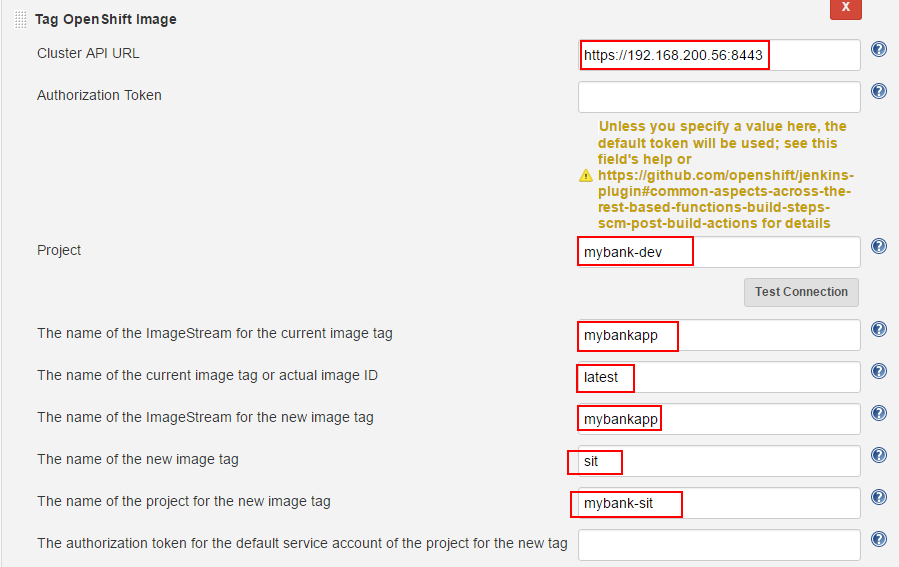 Tag OpenShift Image
X
Cluster API URL
https://192.168.200.56:8443
Authorization Token
Unless you specify a value here, the
default token will be used; see this
field's help or
https://github.com/openshift/jenkins-
plugin#common-aspects-across-the-
rest-based-functions-build-steps-
scm-post-build-actions for details
Project
mybank-dev
Test Connection
The name of the ImageStream for the current image tag
mybankapp
The name of the current image tag or actual image ID
latest
The name of the ImageStream for the new image tag
mybankapp
The name of the new image tag
sit
The name of the project for the new image tag
mybank-sit
The authorization token for the default service account of the project for the new tag